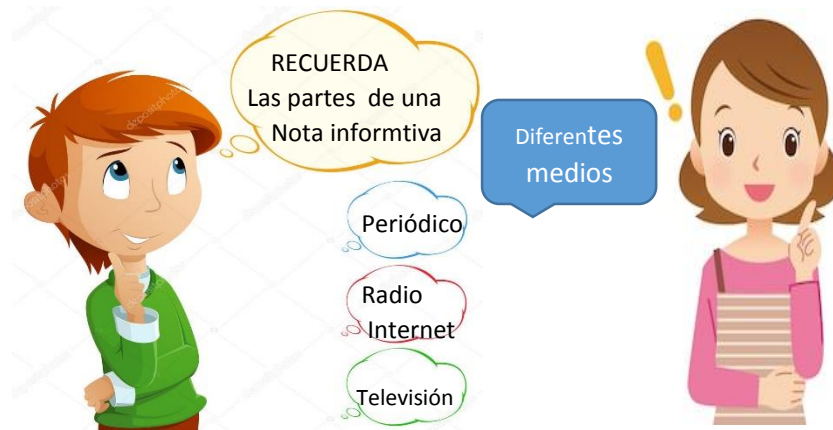 RECUERDA
Las partes de una
Nota informtiva
Diferentes
medios
Periódico
Radio
Internet
Televisión